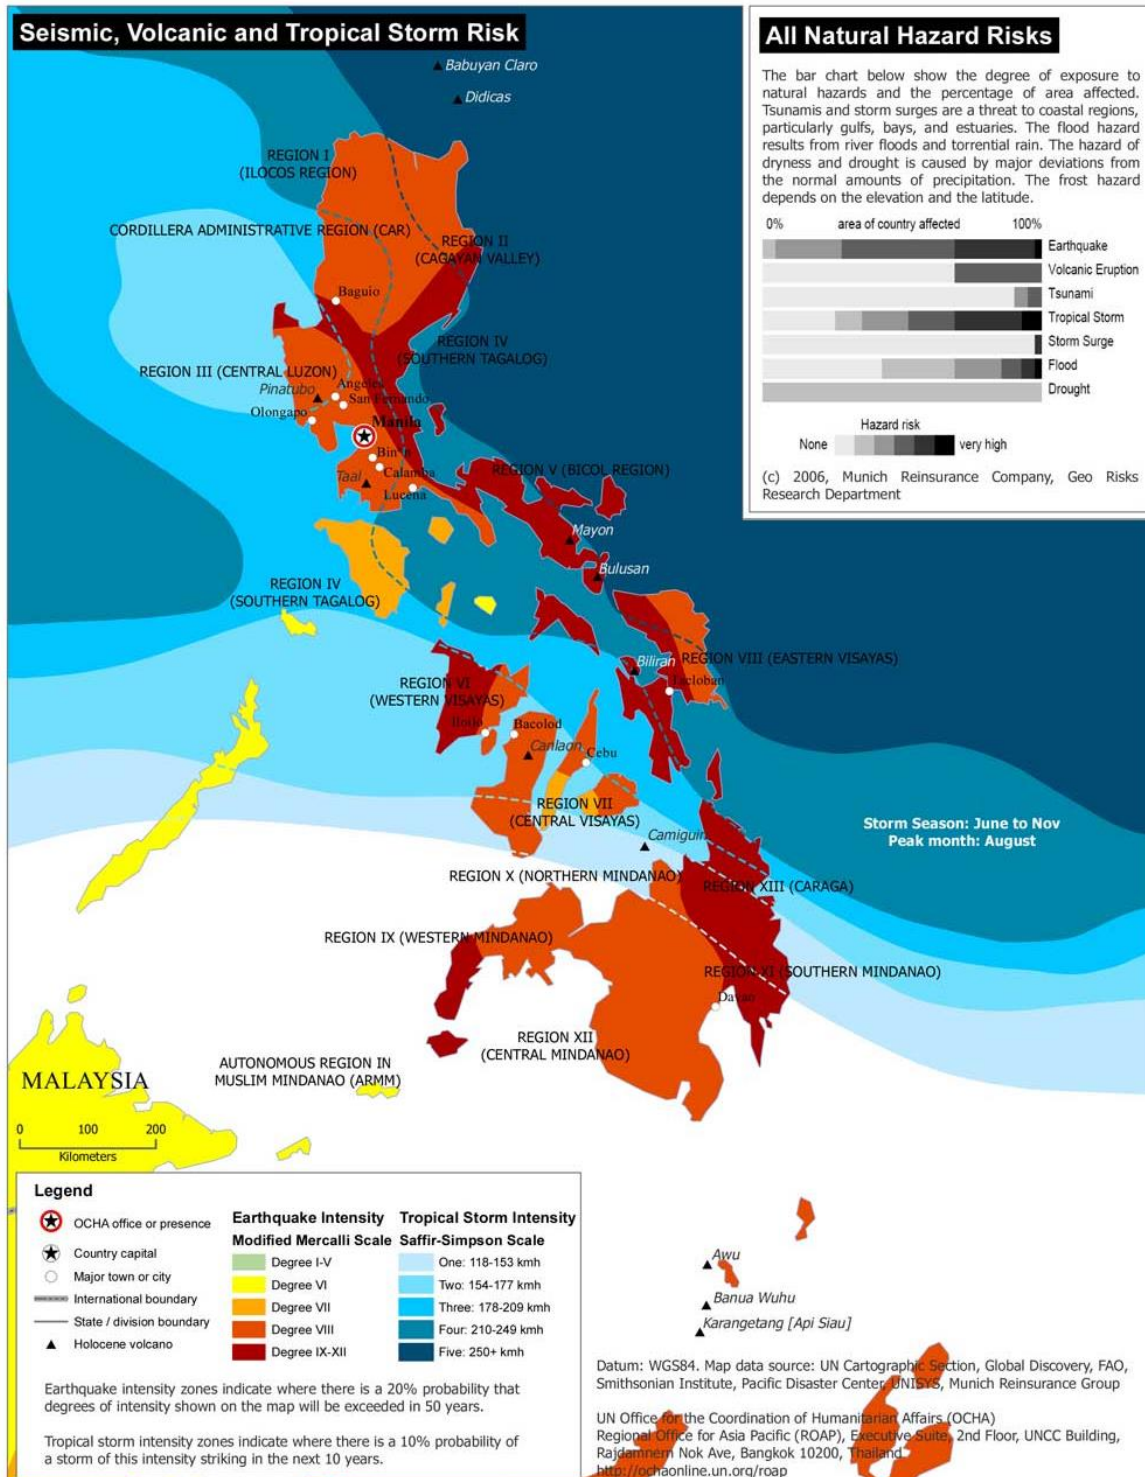 Seismic, Volcanic and Tropical Storm Risk
Babuyan Claro
Didicas
REGION I
(ILOCOS REGION)
CORDILLERA ADMINISTRATIVE REGION (CAR)
REGION II
(CAGAYAN VALLEY)
Baguio
REGION IV
(SOUTHERN TAGALOG)
REGION III (CENTRAL LUZON)
Pinatubo
Angeles
San Fernando
Olongapo
Manila
Bin n
Calamba
Taal
Lucena
REGION V (BICOL REGION)
Mayon
Bulusan
REGION IV
(SOUTHERN TAGALOG)
Biliran
REGION VIII (EASTERN VISAYAS)
Tacloban
REGION VI
(WESTERN VISAYAS)
Iloilo
Bacolod
Canlaon
Cebu
REGION VII
(CENTRAL VISAYAS)
Camiguin
Storm Season: June to Nov
Peak month: August
REGION X (NORTHERN MINDANAO)
REGION XIII (CARAGA)
REGION IX (WESTERN MINDANAO)
REGION XI (SOUTHERN MINDANAO)
Davao
REGION XII
(CENTRAL MINDANAO)
AUTONOMOUS REGION IN
MUSLIM MINDANAO (ARMM)
MALAYSIA
0 100 200
Kilometers
Awu
Banua Wuhu
Karangetang [Api Siau]
All Natural Hazard Risks
The bar chart below show the degree of exposure to
natural hazards and the percentage of area affected.
Tsunamis and storm surges are a threat to coastal regions,
particularly gulfs, bays, and estuaries. The flood hazard
results from river floods and torrential rain. The hazard of
dryness and drought is caused by major deviations from
the normal amounts of precipitation. The frost hazard
depends on the elevation and the latitude.
0% area of country affected 100%
Earthquake
Volcanic Eruption
Tsunami
Tropical Storm
Storm Surge
Flood
Drought
Hazard risk
None very high
(c) 2006, Munich Reinsurance Company, Geo Risks
Research Department
Legend
OCHA office or presence
Country capital
Major town or city
International boundary
State / division boundary
Holocene volcano
Earthquake Intensity
Modified Mercalli Scale
Degree I-V
Degree VI
Degree VII
Degree VIII
Degree IX-XII
Tropical Storm Intensity
Saffir-Simpson Scale
One: 118-153 kmh
Two: 154-177 kmh
Three: 178-209 kmh
Four: 210-249 kmh
Five: 250+ kmh
Earthquake intensity zones indicate where there is a 20% probability that
degrees of intensity shown on the map will be exceeded in 50 years.
Tropical storm intensity zones indicate where there is a 10% probability of
a storm of this intensity striking in the next 10 years.
Datum: WGS84. Map data source: UN Cartographic Section, Global Discovery, FAO,
Smithsonian Institute, Pacific Disaster Center, UNISYS, Munich Reinsurance Group
UN Office for the Coordination of Humanitarian Affairs (OCHA)
Regional Office for Asia Pacific (ROAP), Executive Suite, 2nd Floor, UNCC Building,
Rajdamnern Nok Ave, Bangkok 10200, Thailand
http://ochaonline.un.org/roap